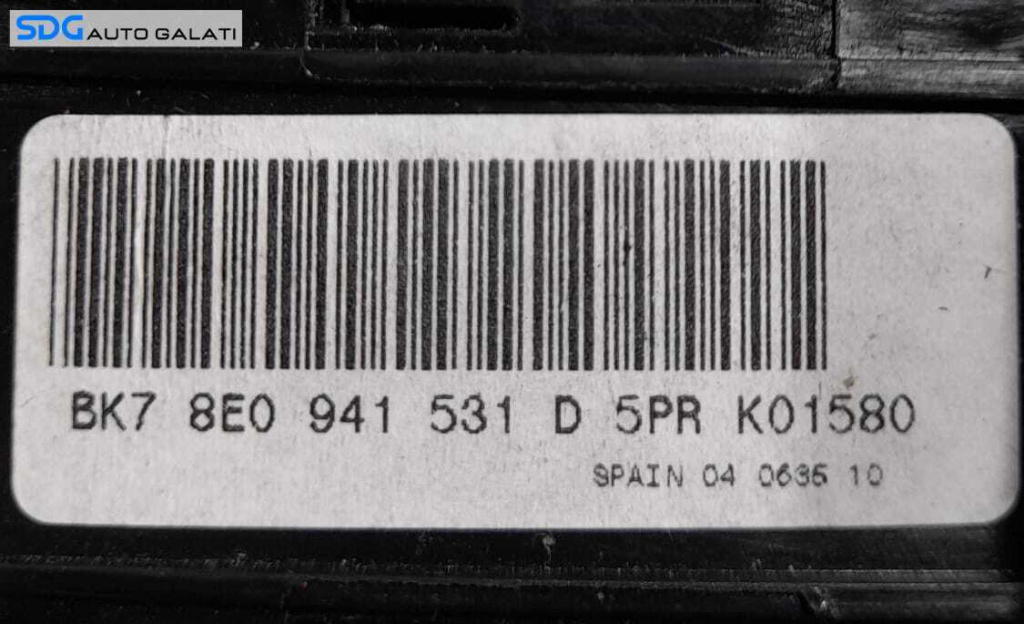 SDG AUTO GALATI
BK7 8E0 941 531 D 5PR K01580
SPAIN 04 0635 10